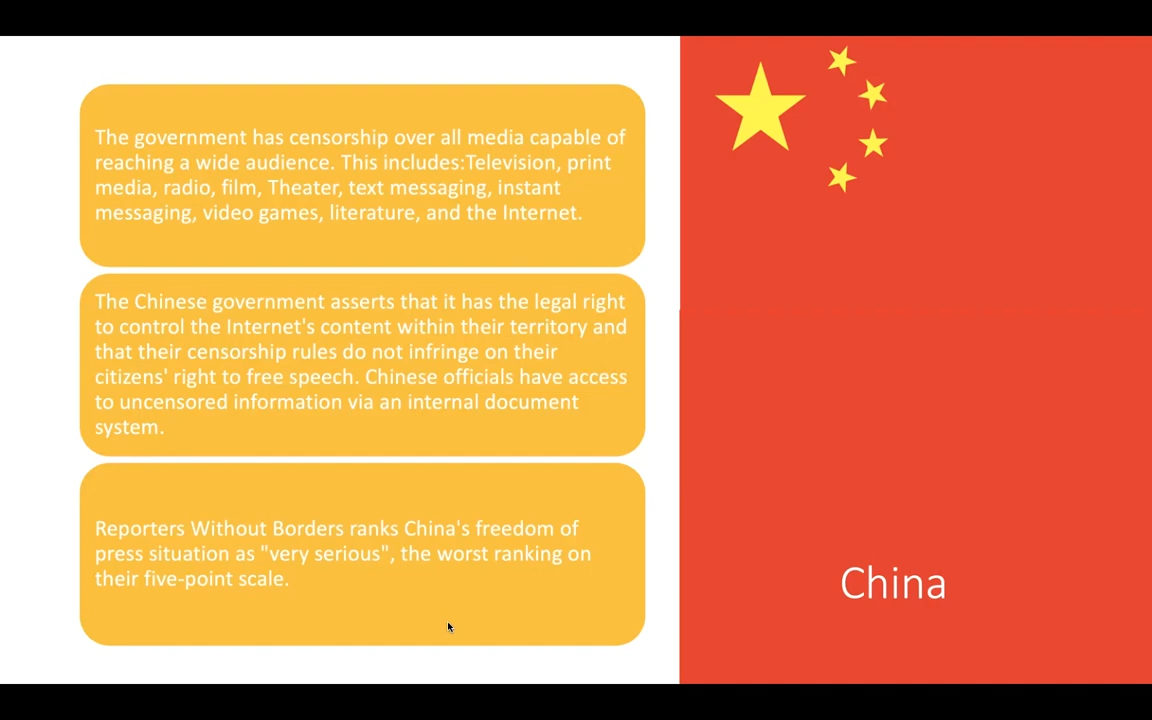 The government has censorship over all media capable of
reaching a wide audience. This includes:Television, print
media, radio, film, Theater, text messaging, instant
messaging, video games, literature, and the Internet.
The Chinese government asserts that it has the legal right
to control the Internet's content within their territory and
that their censorship rules do not infringe on their
citizens' right to free speech. Chinese officials have access
to uncensored information via an internal document
system.
Reporters Without Borders ranks China's freedom of
press situation as "very serious", the worst ranking on
their five-point scale.
China